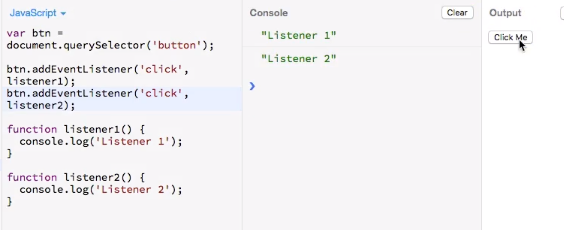 JavaScript
Console
Clear
Output
var btn =
document.querySelector('button');
btn.addEventListener('click',
listener1);
btn.addEventListener('click',
listener2);
function listener1() {
console.log('Listener 1');
}
function listener2() {
console.log('Listener 2');
}
"Listener 1"
"Listener 2"
Click Me